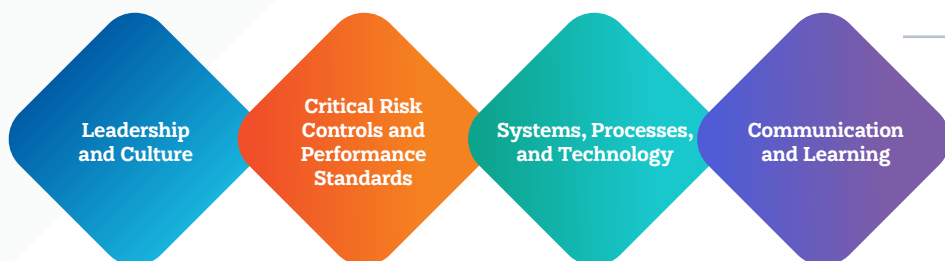 Leadership
and Culture
Critical Risk
Controls and
Performance
Standards
Systems, Processes,
and Technology
Communication
and Learning